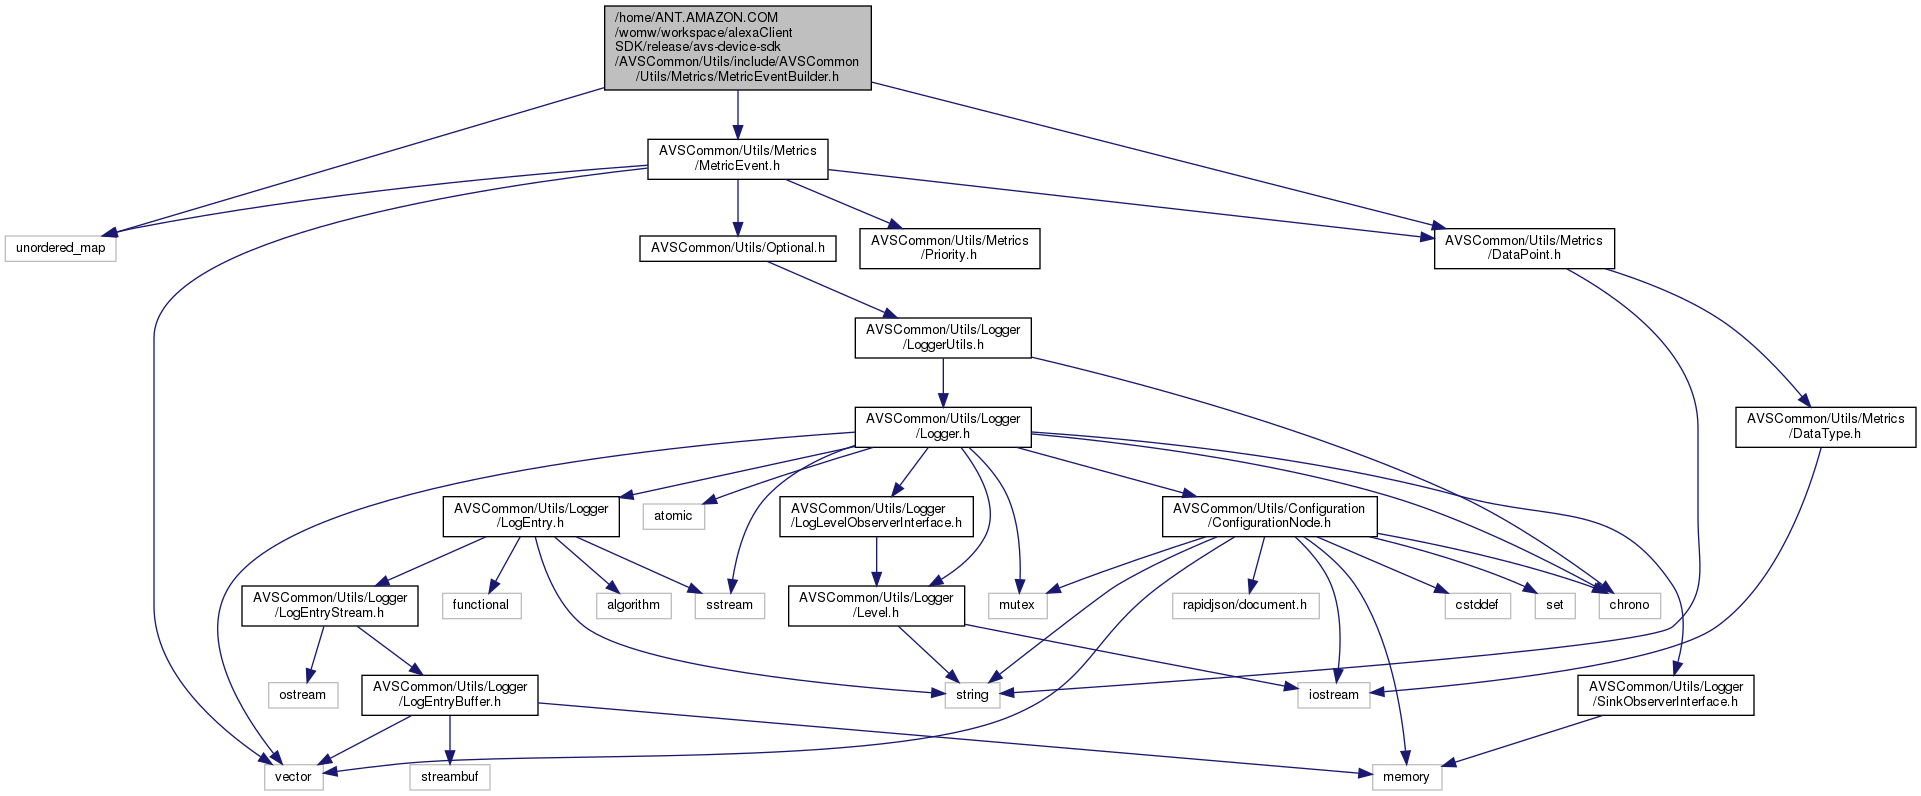 /home/ANT.AMAZON.COM
/womw/workspace/alexaClient
SDK/release/avs-device-sdk
/AVSCommon/Utils/include/AVSCommon
/Utils/Metrics/MetricEventBuilder.h
AVSCommon/Utils/Metrics
/MetricEvent.h
unordered_map
AVSCommon/Utils/Optional.h
AVSCommon/Utils/Metrics
/Priority.h
AVSCommon/Utils/Metrics
/DataPoint.h
AVSCommon/Utils/Logger
/LoggerUtils.h
AVSCommon/Utils/Logger
/Logger.h
AVSCommon/Utils/Metrics
/DataType.h
AVSCommon/Utils/Logger
/LogEntry.h
atomic
AVSCommon/Utils/Logger
/LogLevelObserverInterface.h
AVSCommon/Utils/Configuration
/ConfigurationNode.h
AVSCommon/Utils/Logger
/LogEntryStream.h
functional
algorithm
sstream
AVSCommon/Utils/Logger
/Level.h
mutex
rapidjson/document.h
cstddef
set
chrono
ostream
AVSCommon/Utils/Logger
/LogEntryBuffer.h
string
iostream
AVSCommon/Utils/Logger
/SinkObserverInterface.h
vector
streambuf
memory